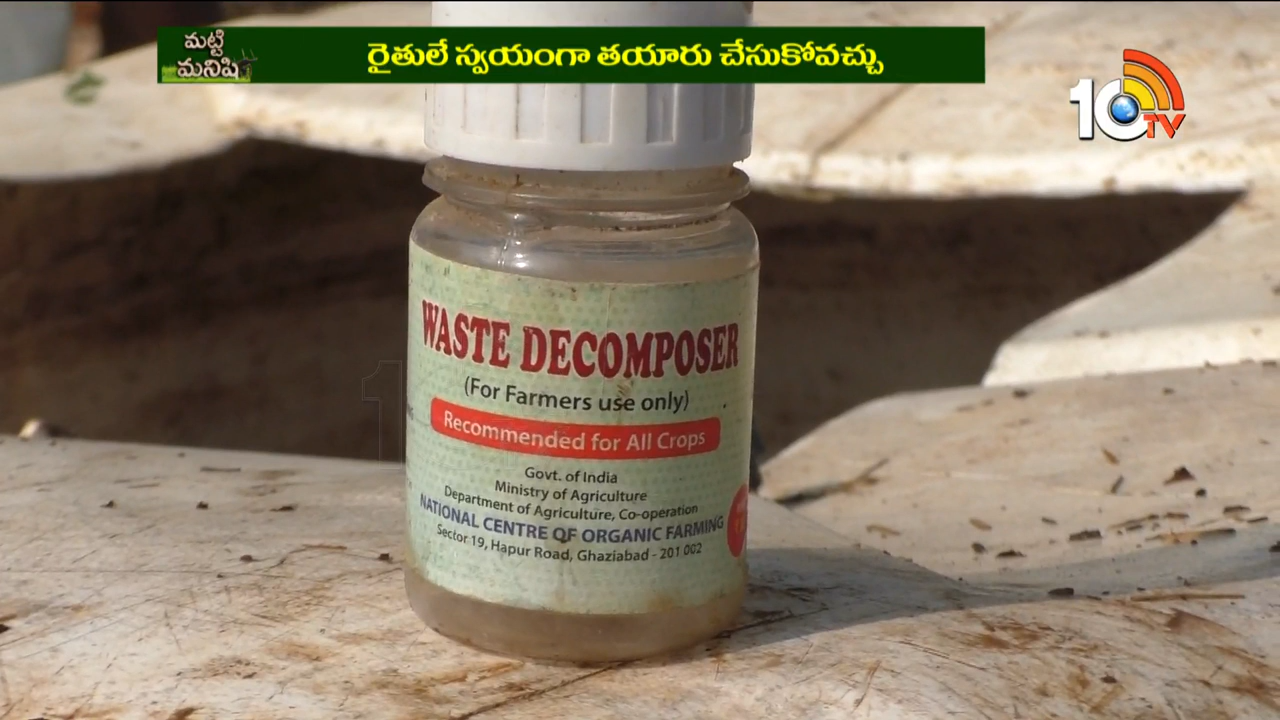 మట్టి
మనిషి
రైతులే స్వయంగా తయారు చేసుకోవచ్చు
10TV
WASTE DECOMPOSER
(For Farmers use only)
Recommended for All Crops
Govt. of India
Ministry of Agriculture
Department of Agriculture, Co-operation
NATIONAL CENTRE OF ORGANIC FARMING
Sector 19, Hapur Road, Ghaziabad - 201 002